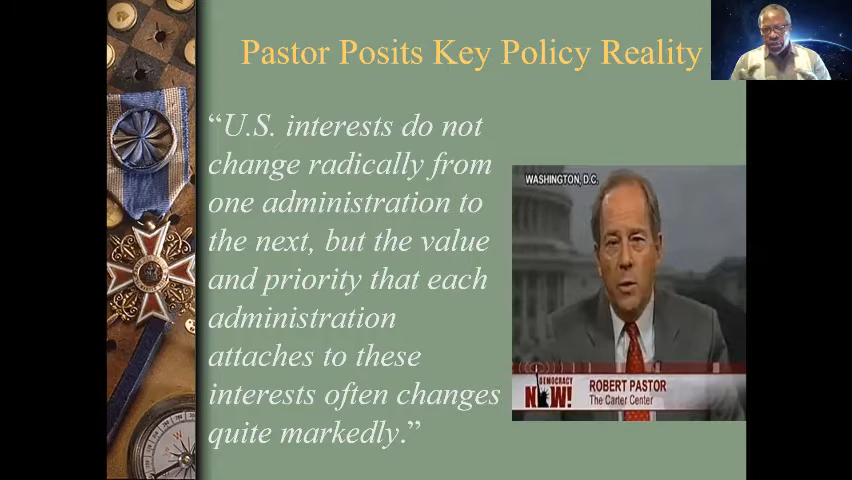 Pastor Posits Key Policy Reality
“U.S. interests do not
change radically from
one administration to
the next, but the value
and priority that each
administration
attaches to these
interests often changes
quite markedly.”
WASHINGTON, D.C.
DEMOCRACY
NOW!
ROBERT PASTOR
The Carter Center